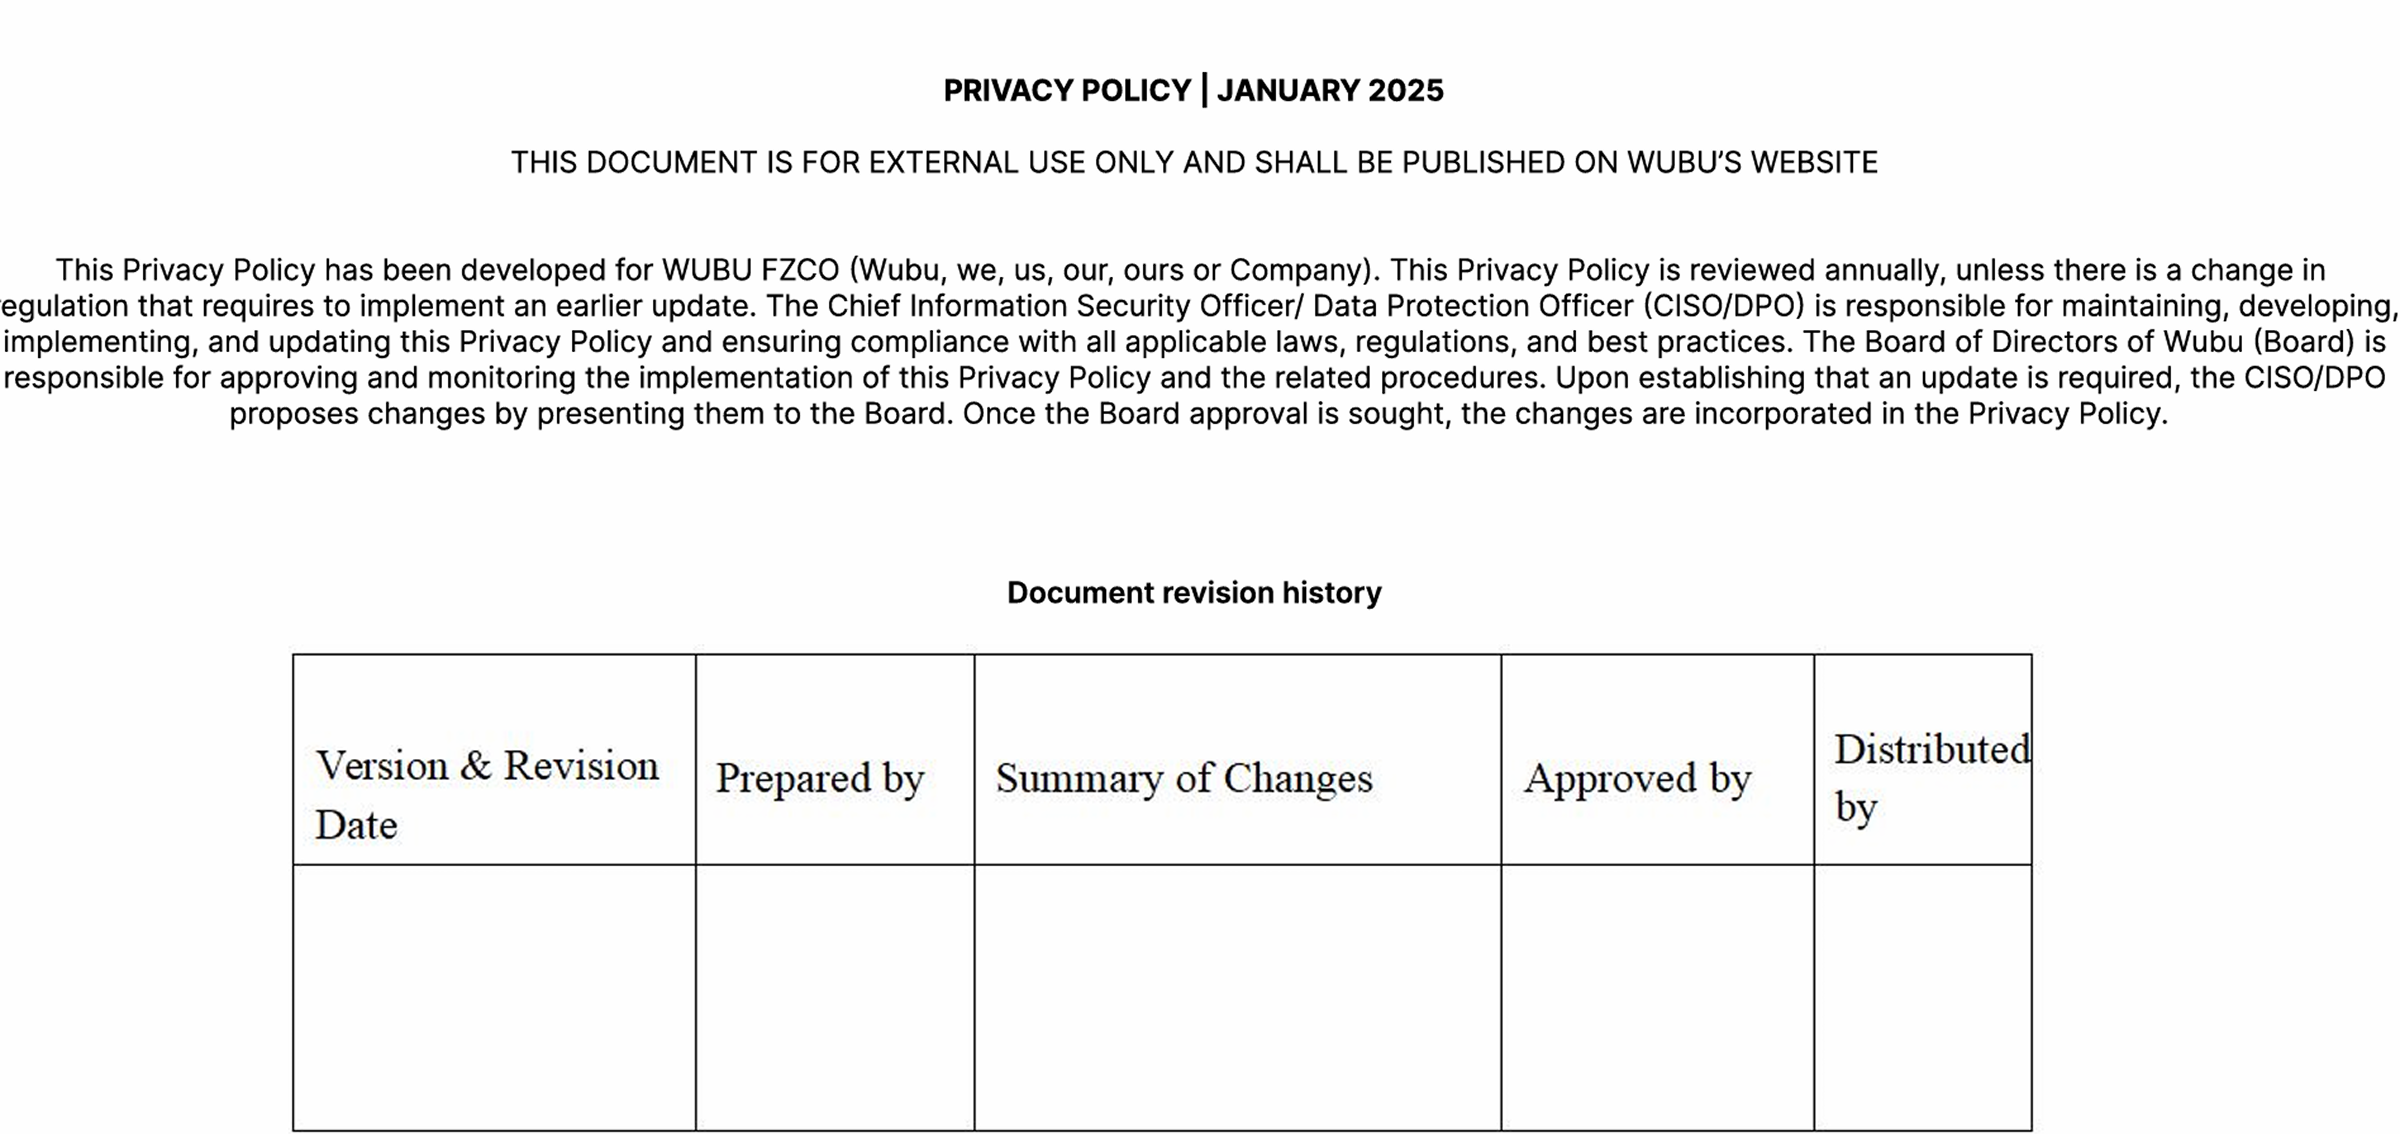 PRIVACY POLICY | JANUARY 2025
THIS DOCUMENT IS FOR EXTERNAL USE ONLY AND SHALL BE PUBLISHED ON WUBU’S WEBSITE
This Privacy Policy has been developed for WUBU FZCO (Wubu, we, us, our, ours or Company). This Privacy Policy is reviewed annually, unless there is a change in
regulation that requires to implement an earlier update. The Chief Information Security Officer/ Data Protection Officer (CISO/DPO) is responsible for maintaining, developing,
implementing, and updating this Privacy Policy and ensuring compliance with all applicable laws, regulations, and best practices. The Board of Directors of Wubu (Board) is
responsible for approving and monitoring the implementation of this Privacy Policy and the related procedures. Upon establishing that an update is required, the CISO/DPO
proposes changes by presenting them to the Board. Once the Board approval is sought, the changes are incorporated in the Privacy Policy.
Document revision history
Version & Revision
Date
Prepared by
Summary of Changes
Approved by
Distributed
by